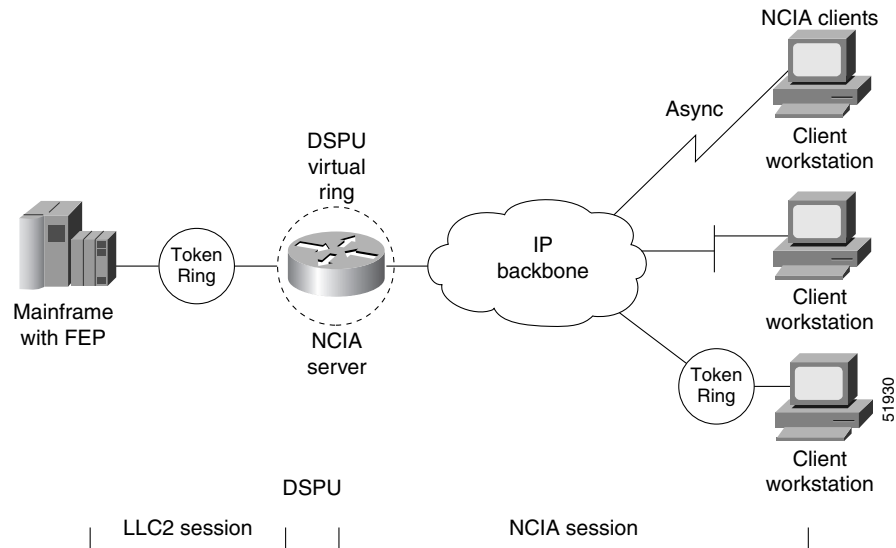 NCIA clients
Async
Client
workstation
DSPU
virtual
ring
Token
Ring
IP
backbone
Mainframe
with FEP
NCIA
server
Client
workstation
Token
Ring
51930
Client
workstation
DSPU
LLC2 session
NCIA session